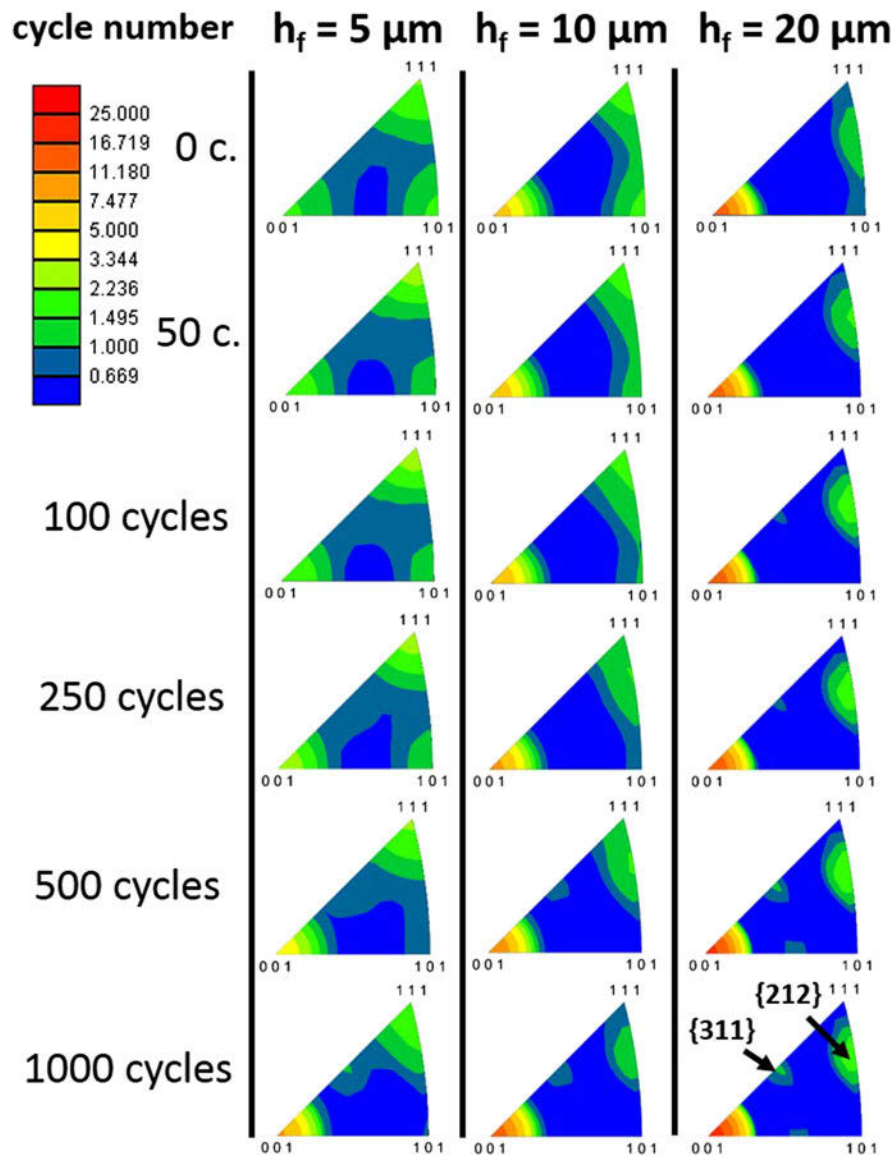 cycle number h_f = 5 μm h_f = 10 μm h_f = 20 μm
25.000
16.719
11.180
7.477
5.000
3.344
2.236
1.495
1.000
0.669
0 c.
111 111 111
001 101 001 101 001 101
50 c.
111 111 111
001 101 001 101 001 101
100 cycles
111 111 111
001 101 001 101 001 101
250 cycles
111 111 111
001 101 001 101 001 101
500 cycles
111 111 111
001 101 001 101 001 101
1000 cycles
111 111 {311} {212} 111
001 101 001 101 001 101